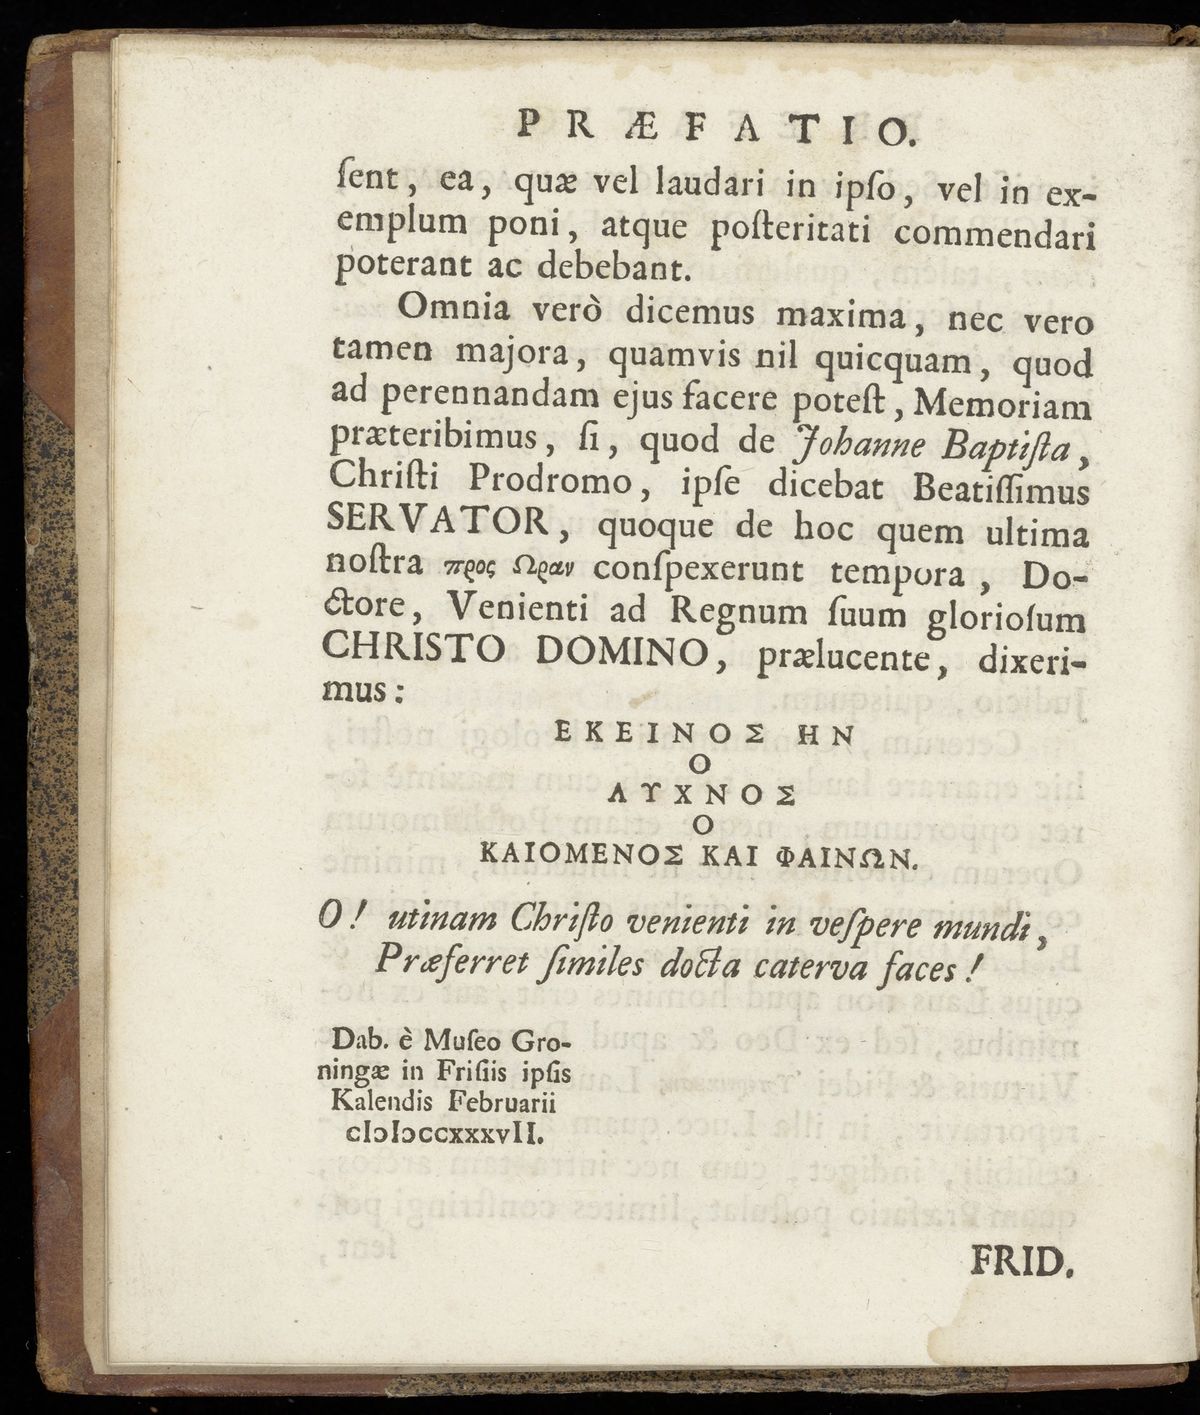 PRÆFATIO.
ſent, ea, quæ vel laudari in ipſo, vel in ex-
emplum poni, atque poſteritati commendari
poterant ac debebant.
Omnia verò dicemus maxima, nec vero
tamen majora, quamvis nil quicquam, quod
ad perennandam ejus facere poteſt, Memoriam
præteribimus, ſi, quod de Johanne Baptiſta,
Chriſti Prodromo, ipſe dicebat Beatiſſimus
SERVATOR, quoque de hoc quem ultima
noſtra προς Ωραν conſpexerunt tempora, Do-
ctore, Venienti ad Regnum ſuum glorioſum
CHRISTO DOMINO, prælucente, dixeri-
mus:
ΕΚΕΙΝΟΣ ΗΝ
Ο
ΛΥΧΝΟΣ
Ο
ΚΑΙΟΜΕΝΟΣ ΚΑΙ ΦΑΙΝΩΝ.
O! utinam Chriſto venienti in veſpere mundi,
Præferret ſimiles docta caterva faces!
Dab. è Muſeo Gro-
ningæ in Friſiis ipſis
Kalendis Februarii
cIↄIↄccxxxvII.
FRID.